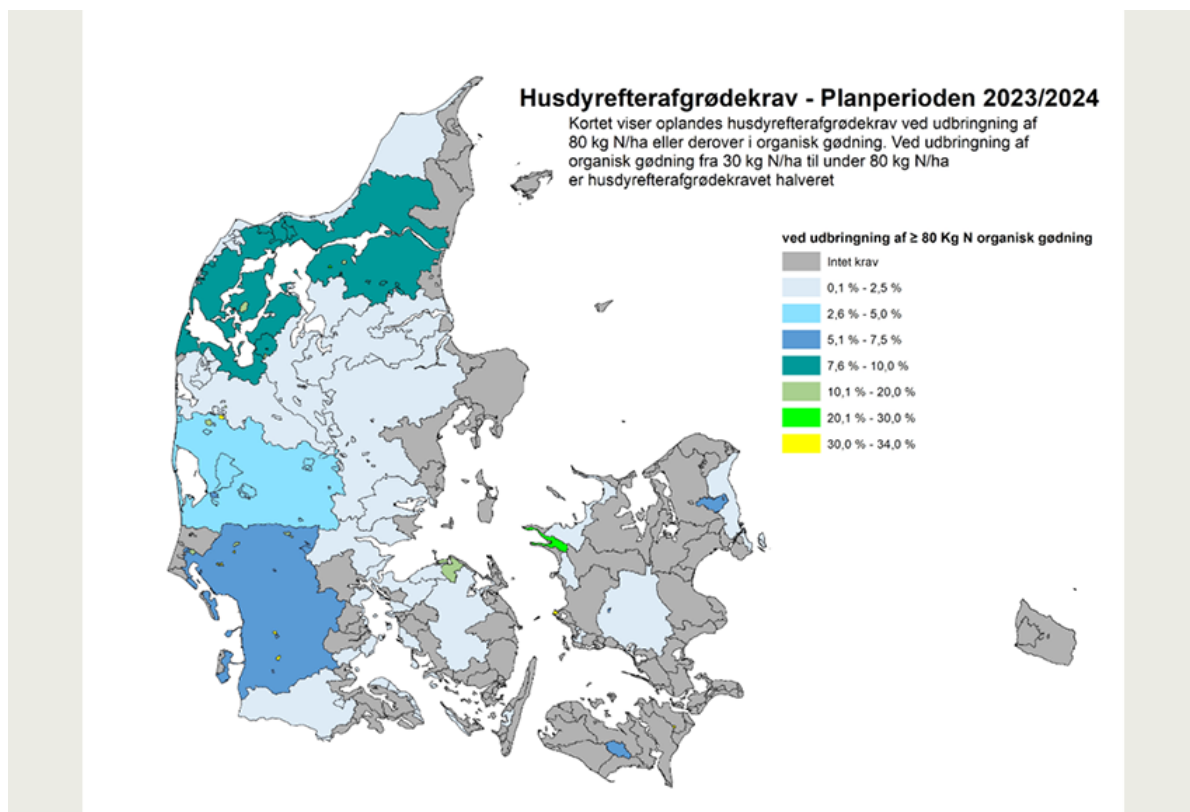 Husdyrefterafgrødekrav - Planperioden 2023/2024
Kortet viser oplandes husdyrefterafgrødekrav ved udbringning af
80 kg N/ha eller derover i organisk gødning. Ved udbringning af
organisk gødning fra 30 kg N/ha til under 80 kg N/ha
er husdyrefterafgrødekravet halveret
ved udbringning af ≥ 80 Kg N organisk gødning
Intet krav
0,1 % - 2,5 %
2,6 % - 5,0 %
5,1 % - 7,5 %
7,6 % - 10,0 %
10,1 % - 20,0 %
20,1 % - 30,0 %
30,0 % - 34,0 %